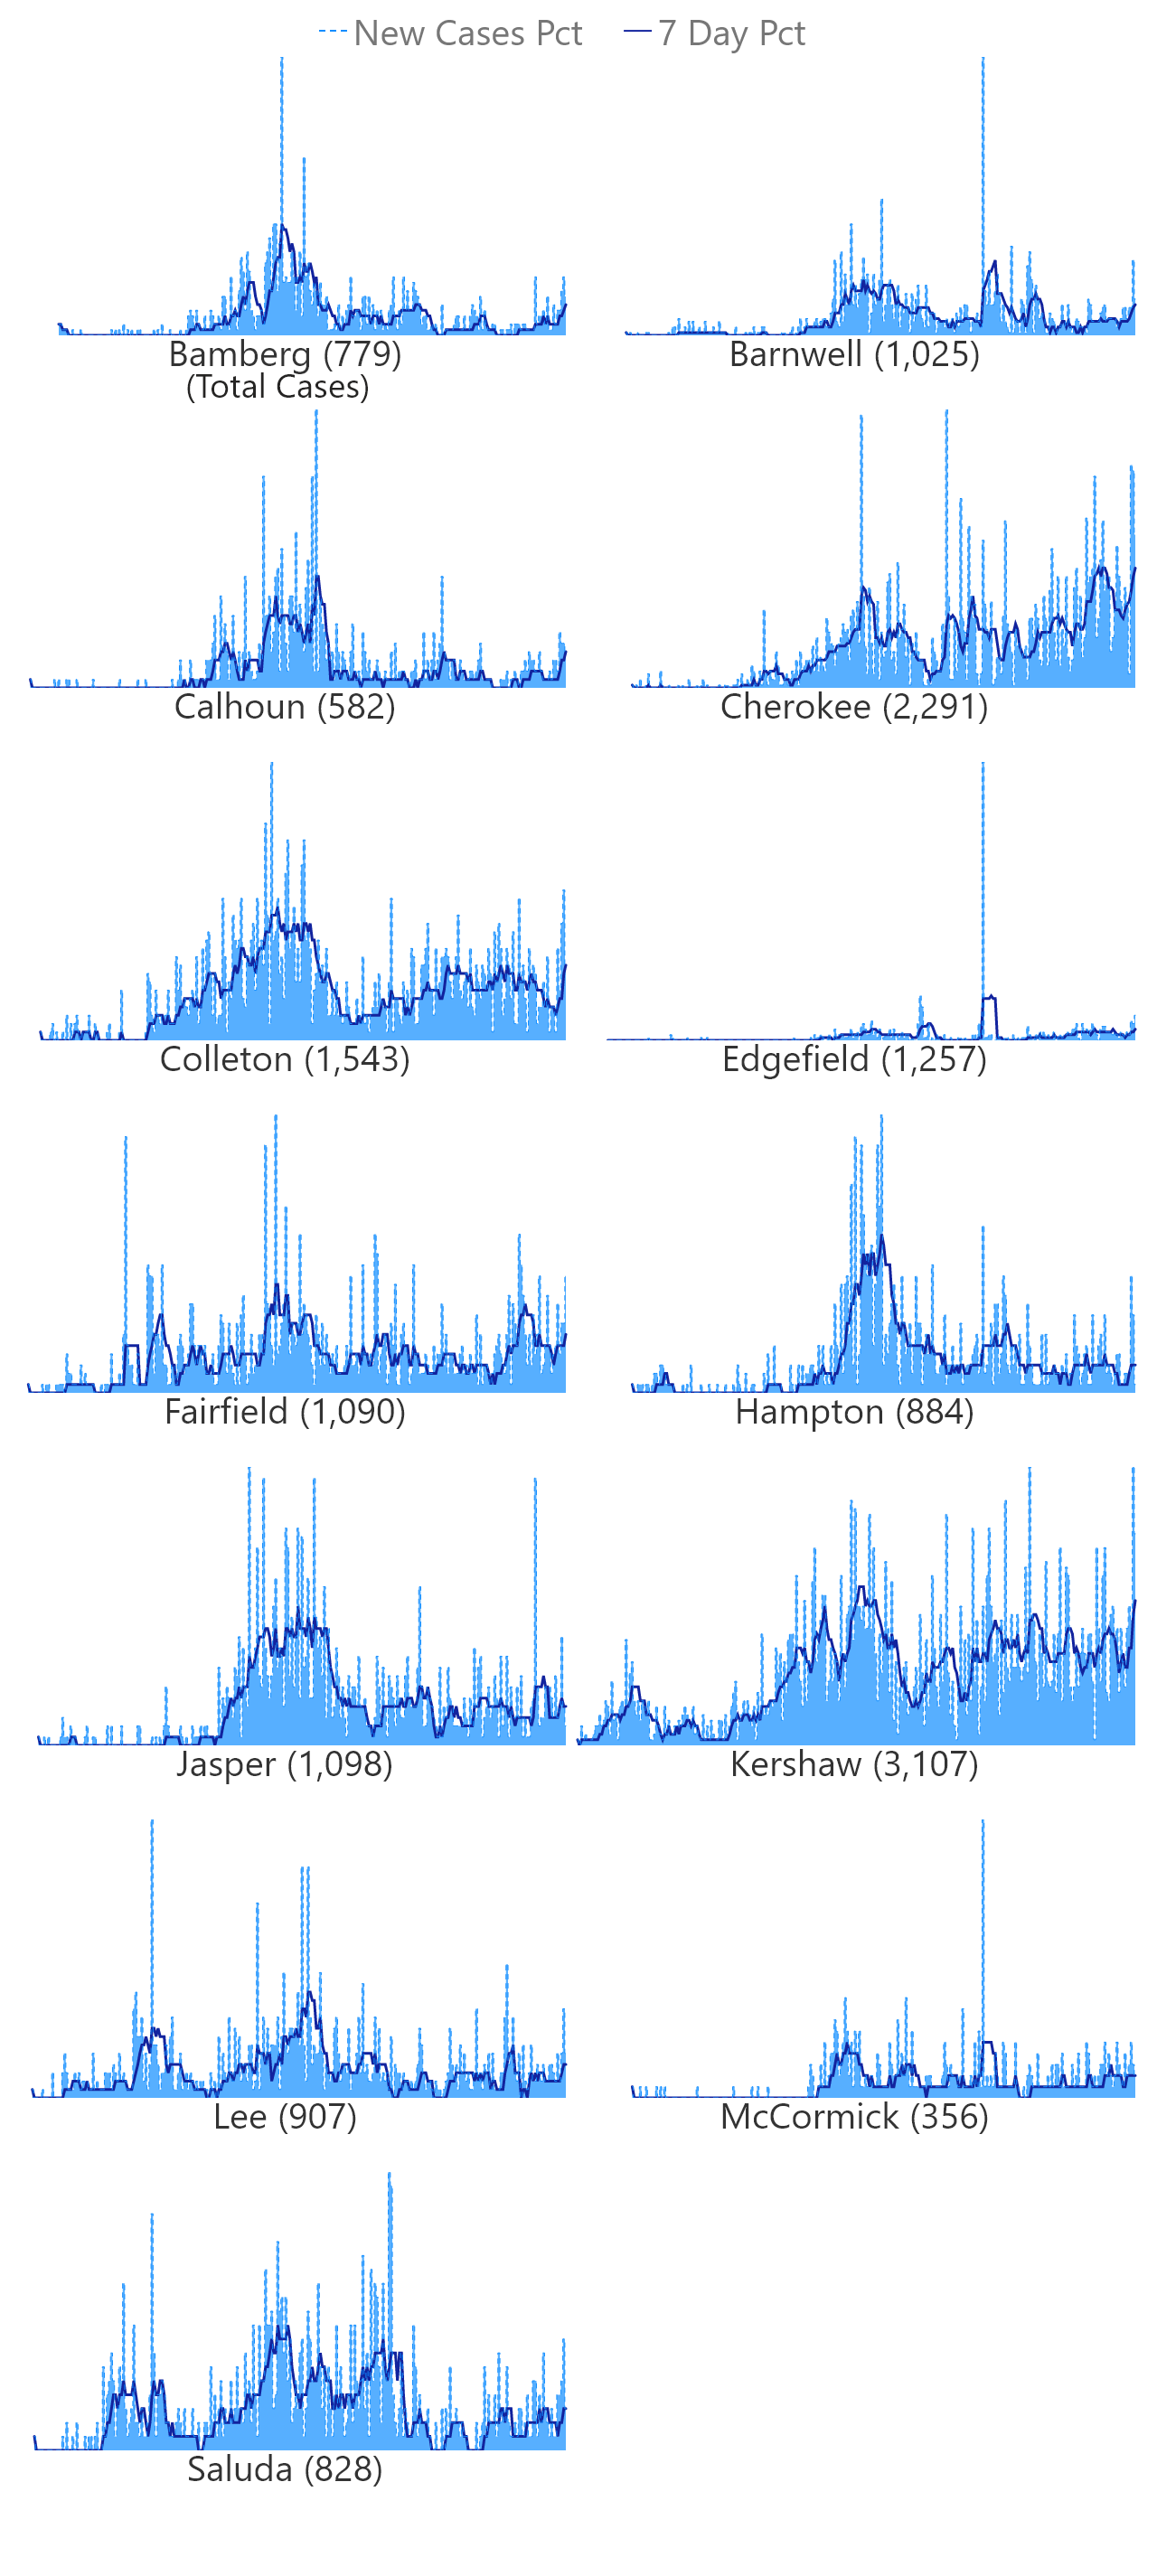 New Cases Pct 7 Day Pct
Bamberg (779)
(Total Cases)
Barnwell (1,025)
Calhoun (582)
Cherokee (2,291)
Colleton (1,543)
Edgefield (1,257)
Fairfield (1,090)
Hampton (884)
Jasper (1,098)
Kershaw (3,107)
Lee (907)
McCormick (356)
Saluda (828)